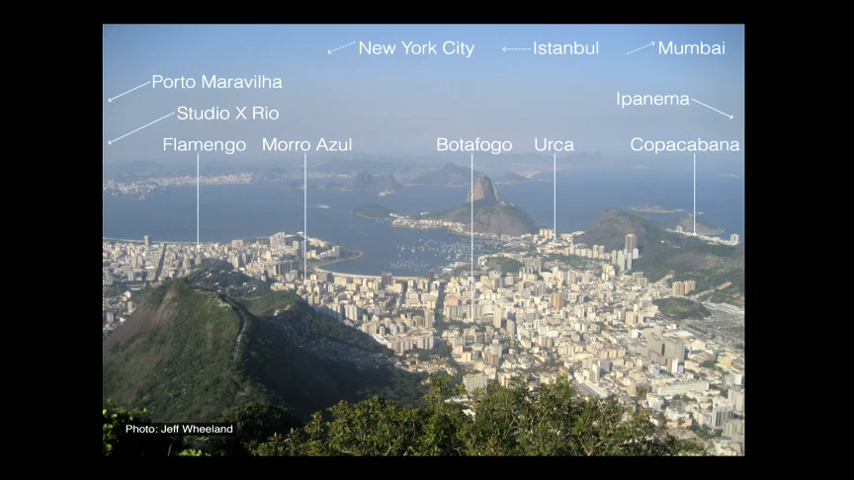 New York City Istanbul Mumbai
Porto Maravilha
Ipanema
Studio X Rio
Flamengo Morro Azul Botafogo Urca Copacabana
Photo: Jeff Wheeland